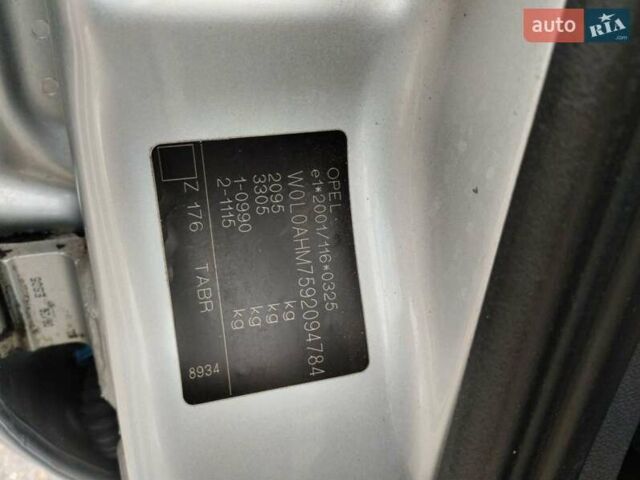 OPEL
e1*2001/116*0325
W0L0AHM7592094784
2095 kg
3305 kg
1-0990 kg
2-1115 kg
Z 176 TABR
8934
auto RIA
.com